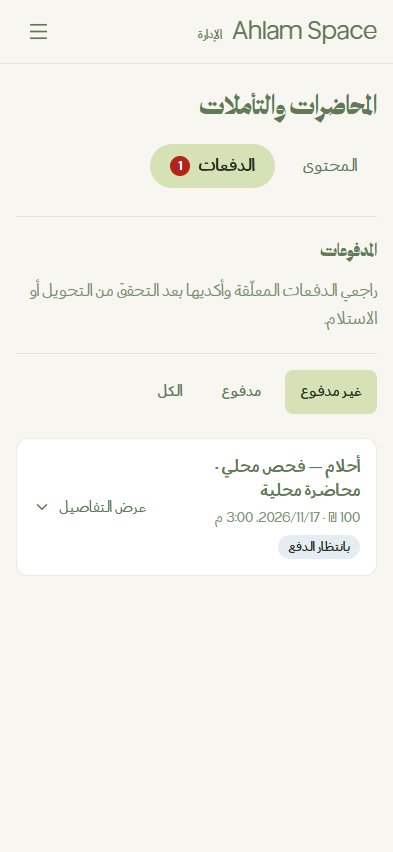 Ahlam Space الإدارة
المحاضرات والتأملات
المحتوى
الدفعات 1
المدفوعات
راجعي الدفعات المعلّقة وأكديها بعد التحقق من التحويل أو
الاستلام.
غير مدفوع
مدفوع
الكل
أحلام — فحص محلي ·
محاضرة محلية
100 ₪ · 2026/11/17، 3:00 م
بانتظار الدفع
عرض التفاصيل